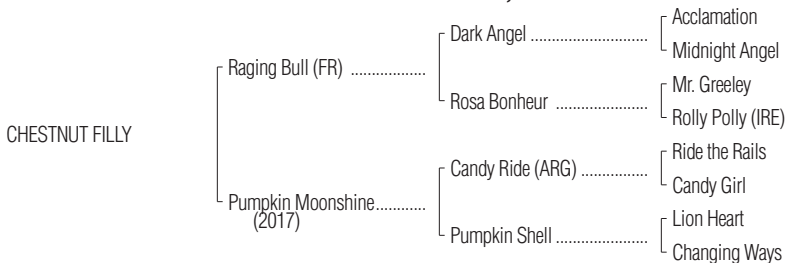 Acclamation
Dark Angel ............................
Midnight Angel
Raging Bull (FR) ..................
Mr. Greeley
Rosa Bonheur ......................
Rolly Polly (IRE)
CHESTNUT FILLY
Ride the Rails
Candy Ride (ARG) ................
Candy Girl
Pumpkin Moonshine............
(2017)
Lion Heart
Pumpkin Shell ......................
Changing Ways